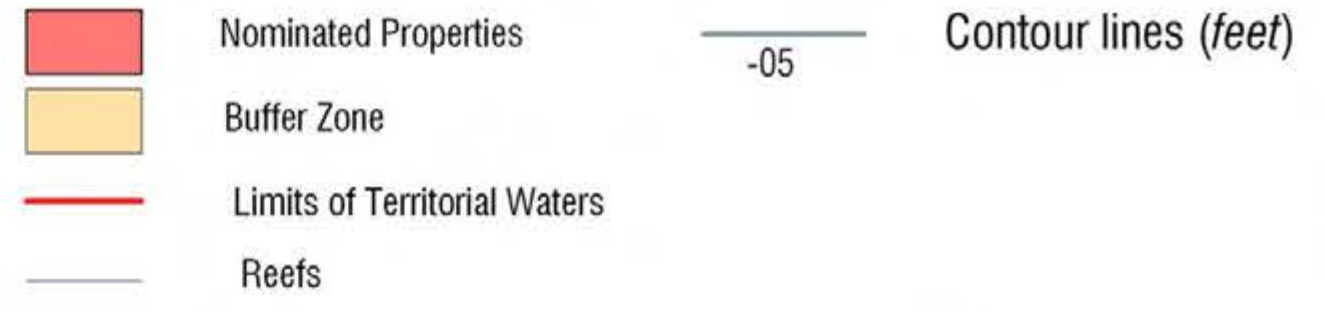 Nominated Properties
Buffer Zone
Limits of Territorial Waters
Reefs
-05
Contour lines (feet)